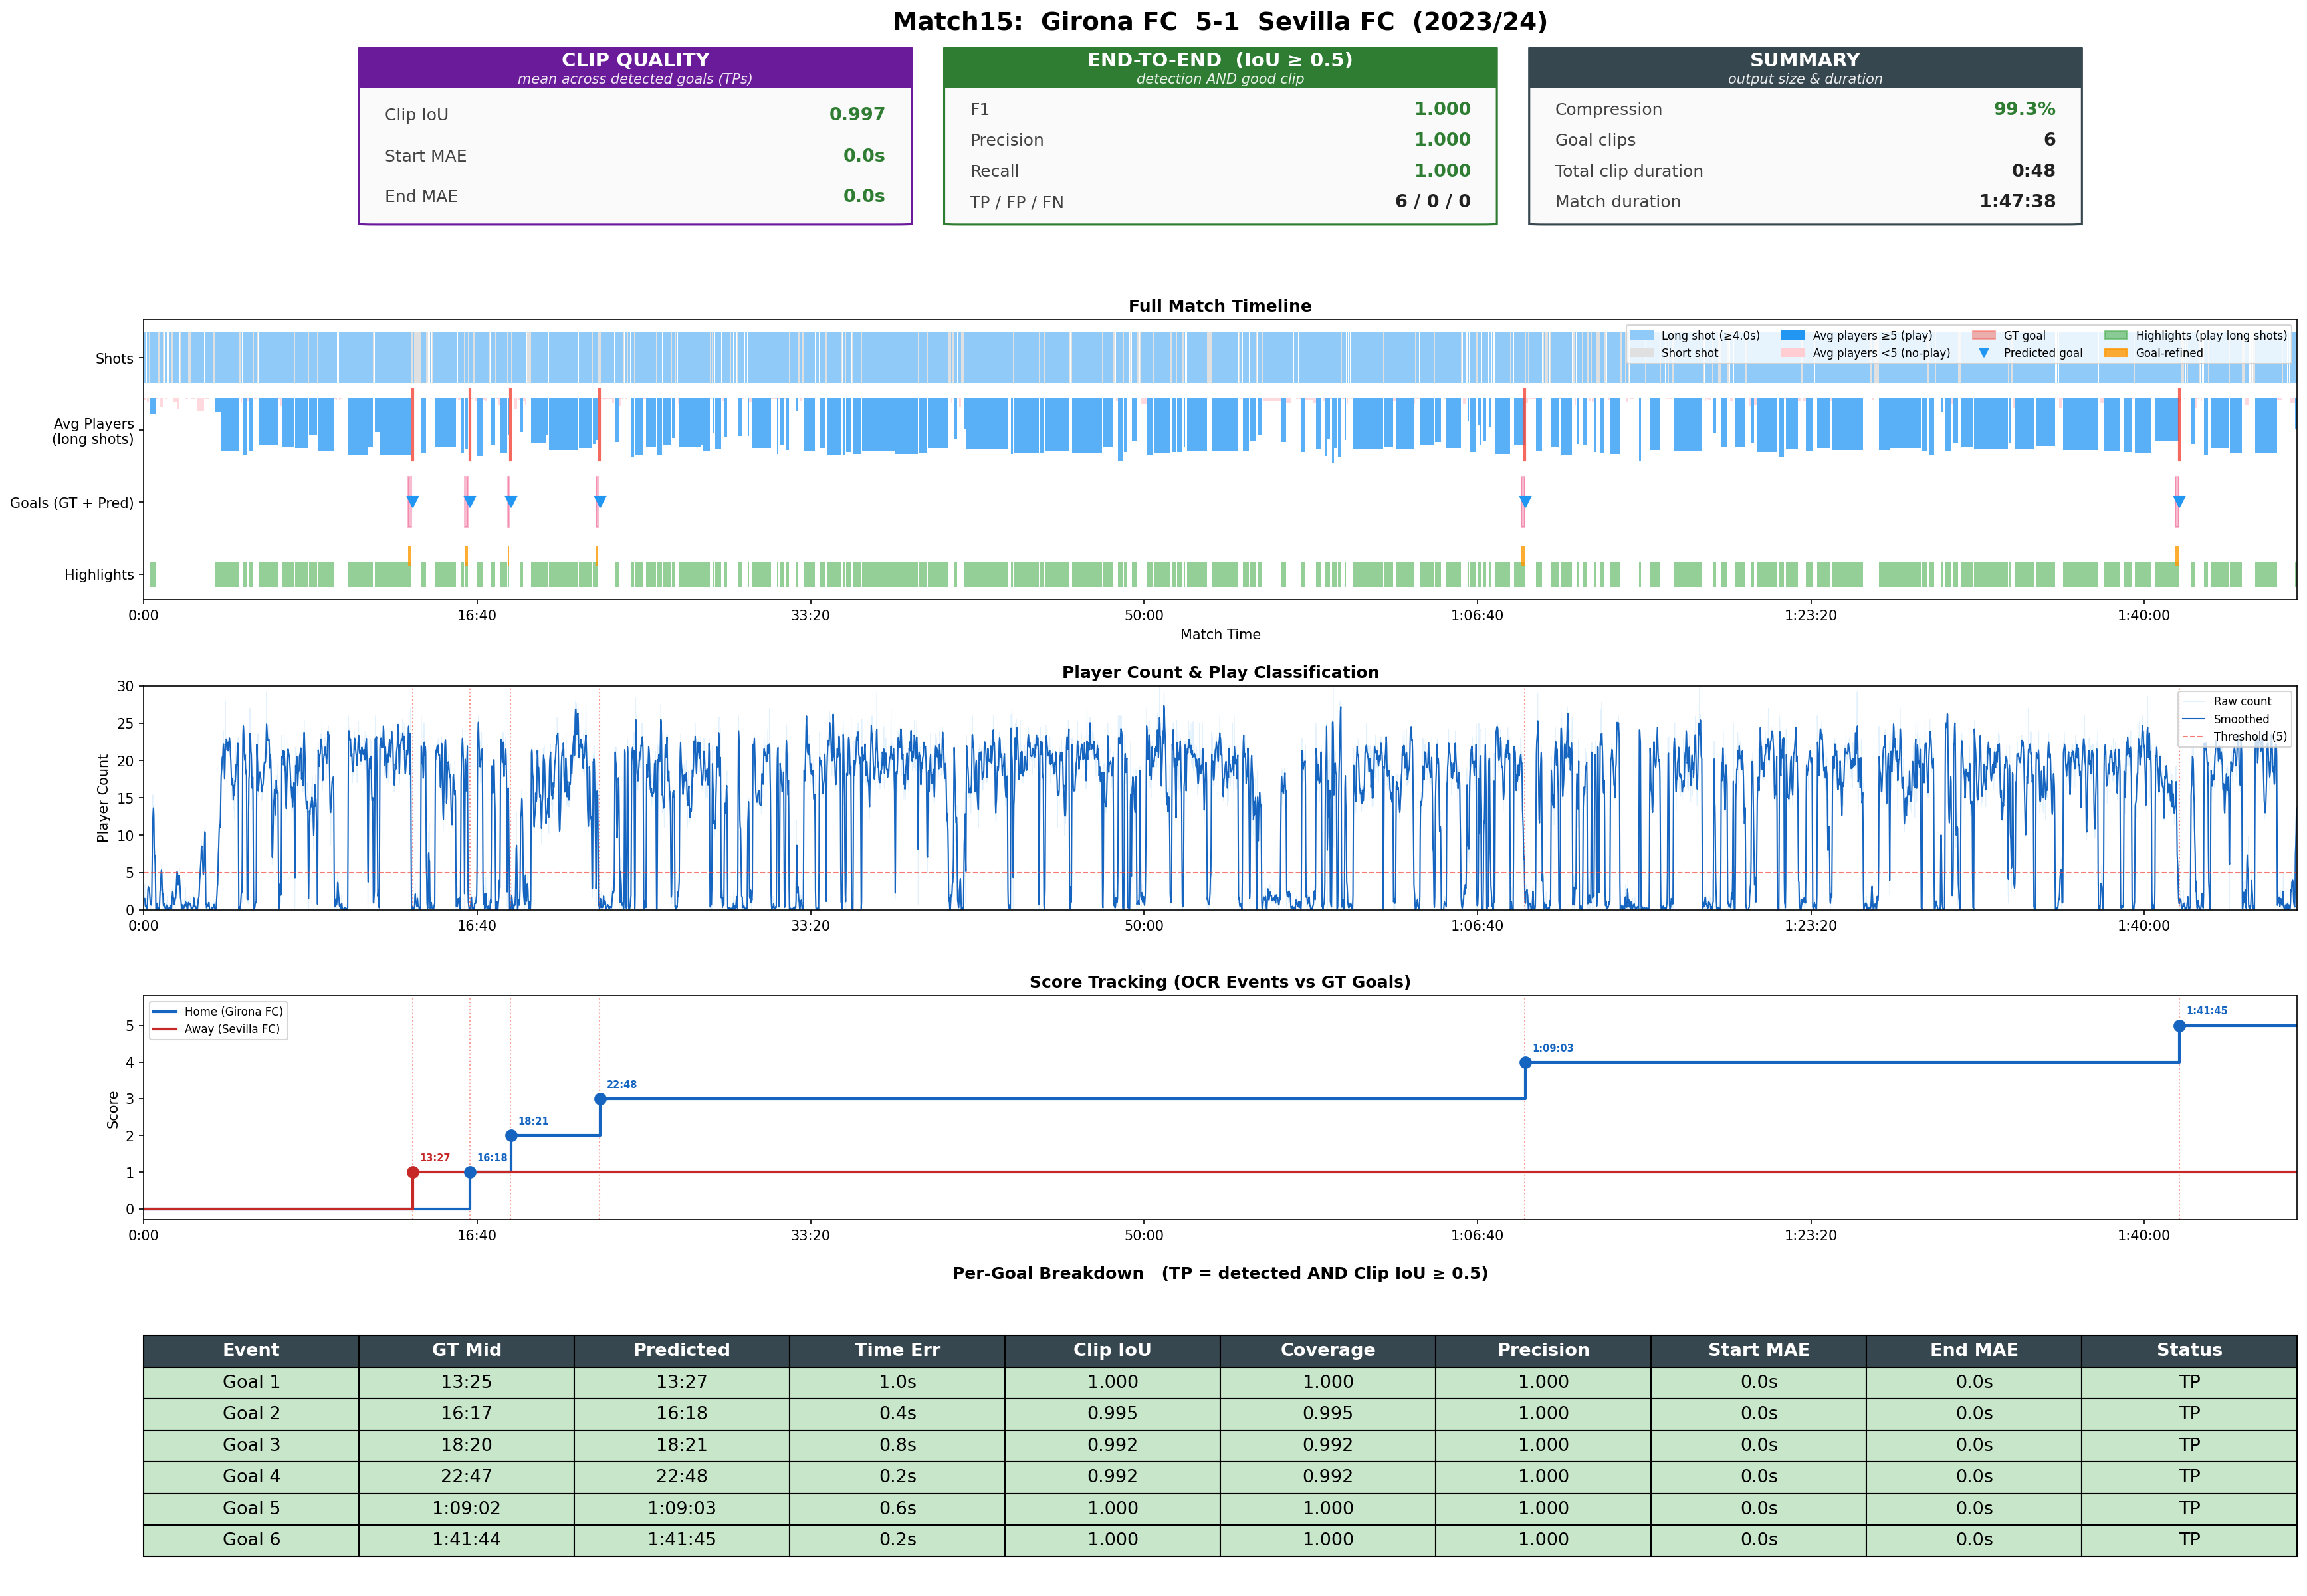 Match15:  Girona FC  5-1  Sevilla FC  (2023/24)
CLIP QUALITY
mean across detected goals (TPs)
Clip IoU 0.997
Start MAE 0.0s
End MAE 0.0s
END-TO-END  (IoU ≥ 0.5)
detection AND good clip
F1 1.000
Precision 1.000
Recall 1.000
TP / FP / FN 6 / 0 / 0
SUMMARY
output size & duration
Compression 99.3%
Goal clips 6
Total clip duration 0:48
Match duration 1:47:38
Full Match Timeline
Long shot (≥4.0s) Avg players ≥5 (play) GT goal Highlights (play long shots)
Short shot Avg players <5 (no-play) Predicted goal Goal-refined
Shots
Avg Players
(long shots)
Goals (GT + Pred)
Highlights
0:00 16:40 33:20 50:00 1:06:40 1:23:20 1:40:00
Match Time
Player Count & Play Classification
Raw count
Smoothed
Threshold (5)
Player Count
30
25
20
15
10
5
0
0:00 16:40 33:20 50:00 1:06:40 1:23:20 1:40:00
Score Tracking (OCR Events vs GT Goals)
Home (Girona FC)
Away (Sevilla FC)
Score
5
4
3
2
1
0
13:27
16:18
18:21
22:48
1:09:03
1:41:45
0:00 16:40 33:20 50:00 1:06:40 1:23:20 1:40:00
Per-Goal Breakdown   (TP = detected AND Clip IoU ≥ 0.5)
Event GT Mid Predicted Time Err Clip IoU Coverage Precision Start MAE End MAE Status
Goal 1 13:25 13:27 1.0s 1.000 1.000 1.000 0.0s 0.0s TP
Goal 2 16:17 16:18 0.4s 0.995 0.995 1.000 0.0s 0.0s TP
Goal 3 18:20 18:21 0.8s 0.992 0.992 1.000 0.0s 0.0s TP
Goal 4 22:47 22:48 0.2s 0.992 0.992 1.000 0.0s 0.0s TP
Goal 5 1:09:02 1:09:03 0.6s 1.000 1.000 1.000 0.0s 0.0s TP
Goal 6 1:41:44 1:41:45 0.2s 1.000 1.000 1.000 0.0s 0.0s TP